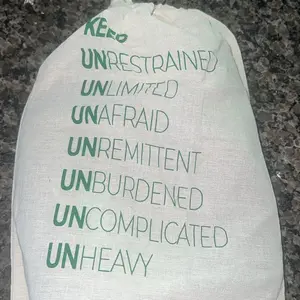 KEEP
UNRESTRAINED
UNLIMITED
UNAFRAID
UNREMITTENT
UNBURDENED
UNCOMPLICATED
UNHEAVY